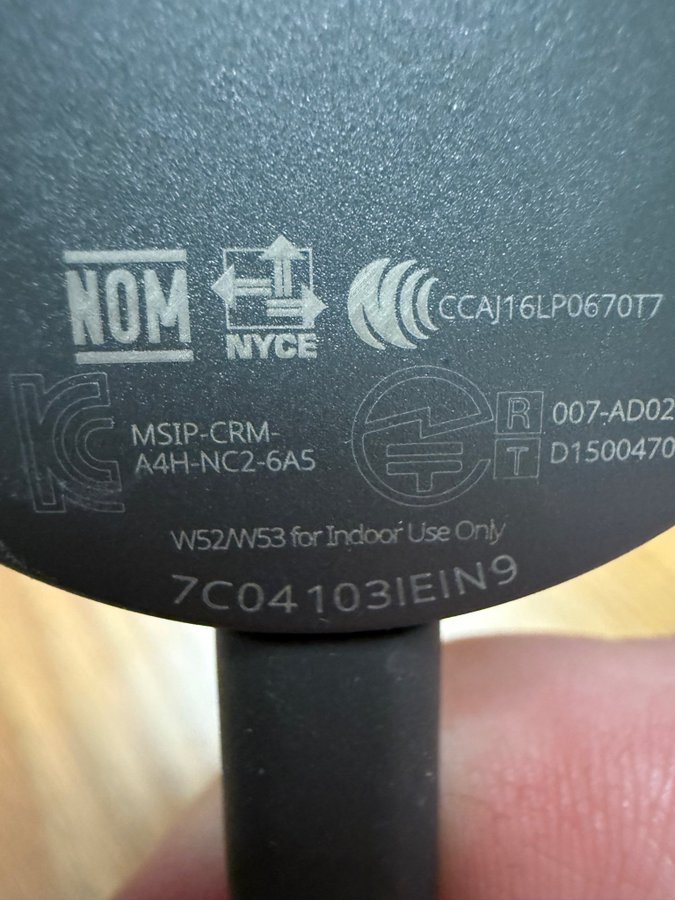 NOM
NYCE
CCAJ16LP0670T7
MSIP-CRM-
A4H-NC2-6A5
R 007-AD02
T D1500470
W52/W53 for Indoor Use Only
7C04103IEIN9